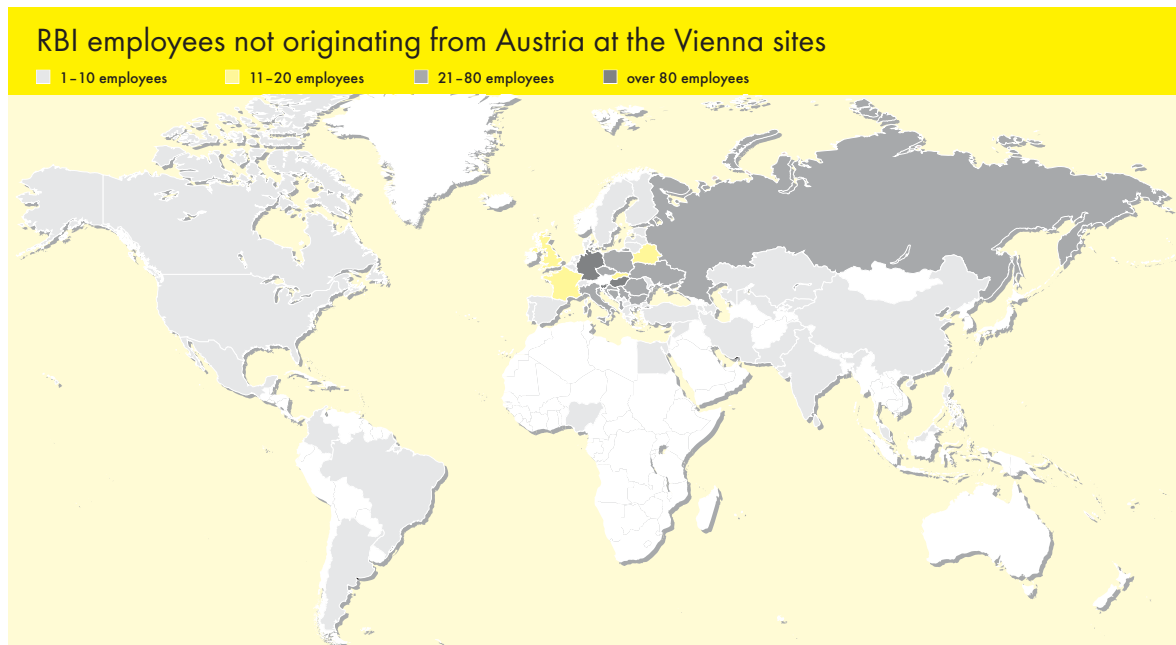 RBI employees not originating from Austria at the Vienna sites
1–10 employees 11–20 employees 21–80 employees over 80 employees